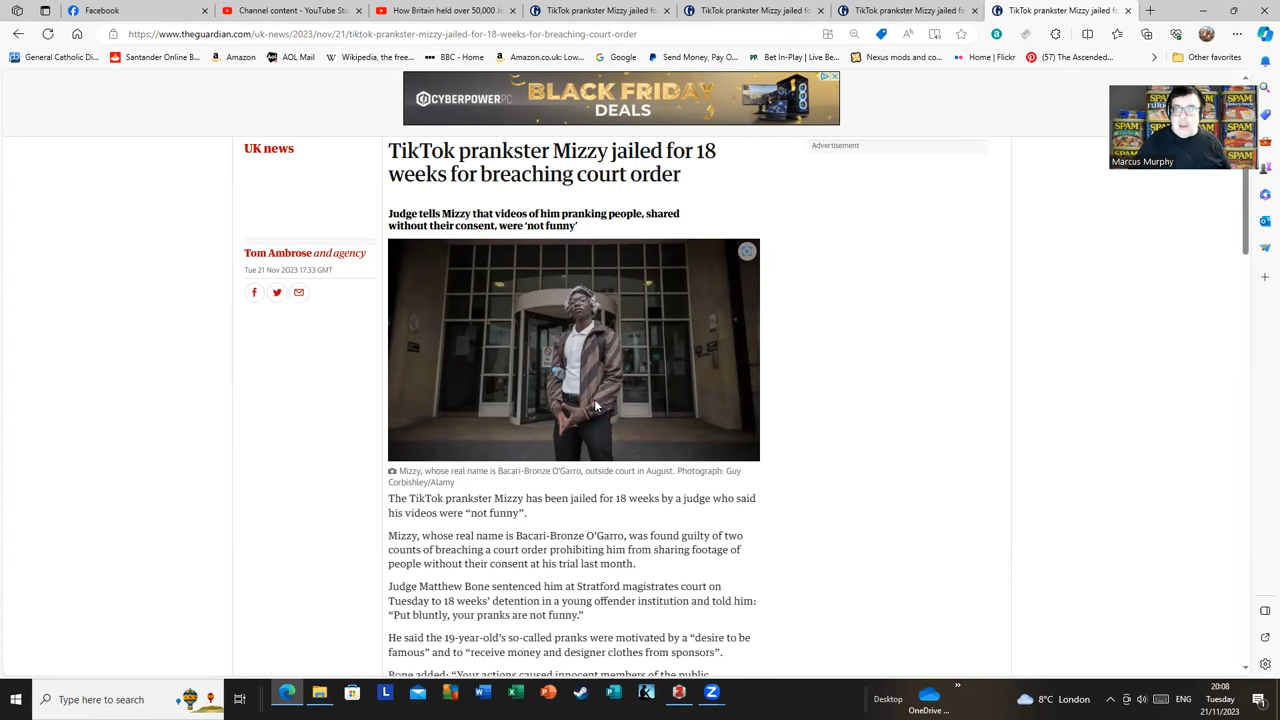 Facebook
Channel content - YouTube Stu
How Britain held over 50,000 Je
TikTok prankster Mizzy jailed fo
TikTok prankster Mizzy jailed fo
TikTok prankster Mizzy jailed fo
TikTok prankster Mizzy jailed fo
https://www.theguardian.com/uk-news/2023/nov/21/tiktok-prankster-mizzy-jailed-for-18-weeks-for-breaching-court-order
General Catholic Di...
Santander Online B...
Amazon
AOL Mail
Wikipedia, the free...
BBC - Home
Amazon.co.uk: Low...
Google
Send Money, Pay O...
Bet In-Play | Live Be...
Nexus mods and co...
Home | Flickr
(57) The Ascended...
Other favorites
CYBERPOWERPC
BLACK FRIDAY
DEALS
SPAM
Marcus Murphy
Advertisement
UK news
TikTok prankster Mizzy jailed for 18
weeks for breaching court order
Judge tells Mizzy that videos of him pranking people, shared
without their consent, were ‘not funny’
Tom Ambrose and agency
Tue 21 Nov 2023 17.33 GMT
Mizzy, whose real name is Bacari-Bronze O’Garro, outside court in August. Photograph: Guy
Corbishley/Alamy
The TikTok prankster Mizzy has been jailed for 18 weeks by a judge who said
his videos were “not funny”.
Mizzy, whose real name is Bacari-Bronze O’Garro, was found guilty of two
counts of breaching a court order prohibiting him from sharing footage of
people without their consent at his trial last month.
Judge Matthew Bone sentenced him at Stratford magistrates court on
Tuesday to 18 weeks’ detention in a young offender institution and told him:
“Put bluntly, your pranks are not funny.”
He said the 19-year-old’s so-called pranks were motivated by a “desire to be
famous” and to “receive money and designer clothes from sponsors”.
Bone added: “Your actions caused innocent members of the public
Type here to search
Desktop
OneDrive ...
8°C London
ENG
20:08
Tuesday
21/11/2023